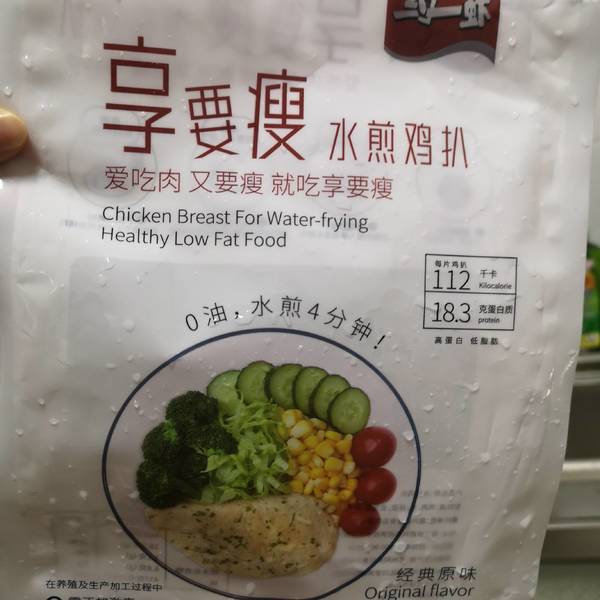 享要瘦 水煎鸡扒
爱吃肉 又要瘦 就吃享要瘦
Chicken Breast For Water-frying
Healthy Low Fat Food
每片鸡扒
112 千卡
Kilocalorie
18.3 克蛋白质
protein
高蛋白 低脂肪
0油,水煎4分钟!
经典原味
Original flavor
在养殖及生产加工过程中